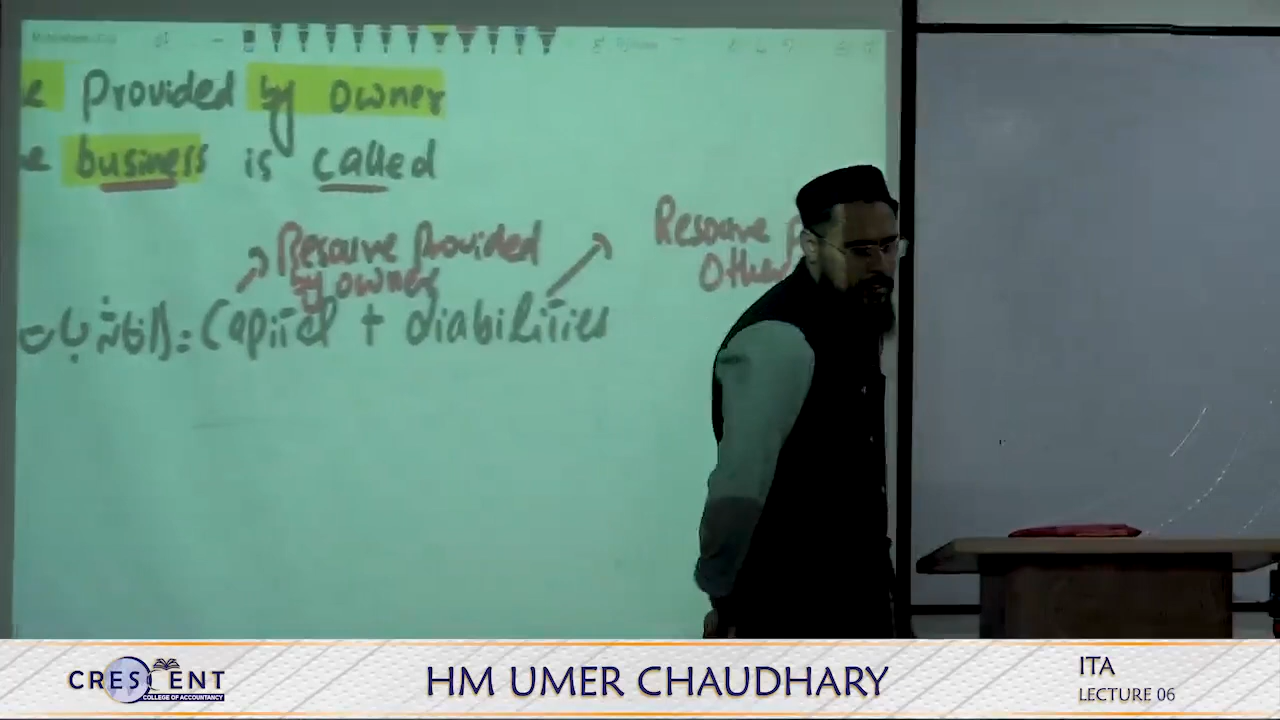 e Provided by owner
e business is called
Resource Provided
by owner
Resource
Othe
اثاثہ جات = Capital + Liabilities
CRESCENT
COLLEGE OF ACCOUNTANCY
HM UMER CHAUDHARY
ITA
LECTURE 06